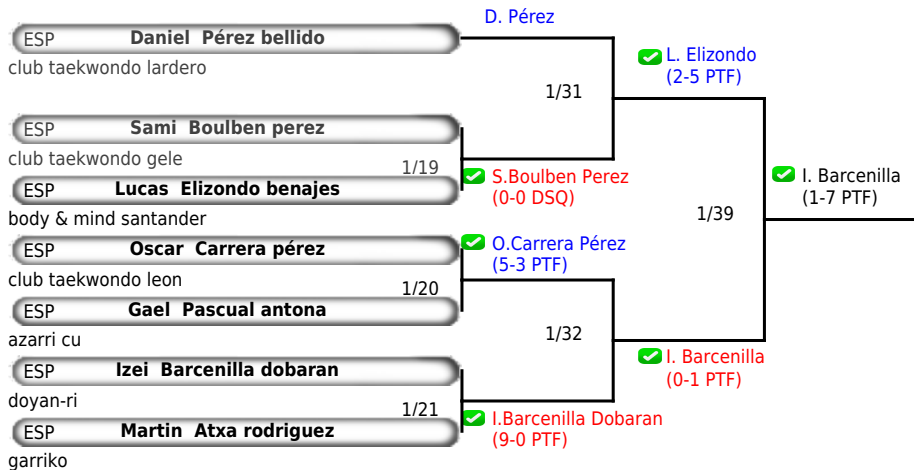 D. Pérez
ESP Daniel Pérez bellido
club taekwondo lardero
L. Elizondo
(2-5 PTF)
1/31
ESP Sami Boulben perez
club taekwondo gele
1/19
S.Boulben Perez
(0-0 DSQ)
ESP Lucas Elizondo benajes
body & mind santander
I. Barcenilla
(1-7 PTF)
1/39
ESP Oscar Carrera pérez
club taekwondo leon
O.Carrera Pérez
(5-3 PTF)
1/20
ESP Gael Pascual antona
azarri cu
1/32
I. Barcenilla
(0-1 PTF)
ESP Izei Barcenilla dobaran
doyan-ri
1/21
I.Barcenilla Dobaran
(9-0 PTF)
ESP Martin Atxa rodriguez
garriko